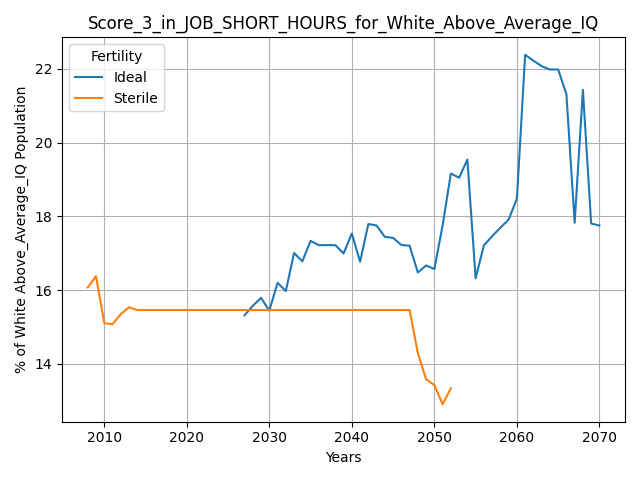 Score_3_in_JOB_SHORT_HOURS_for_White_Above_Average_IQ
Fertility
Ideal
Sterile
% of White Above_Average_IQ Population
22
20
18
16
14
2010 2020 2030 2040 2050 2060 2070
Years